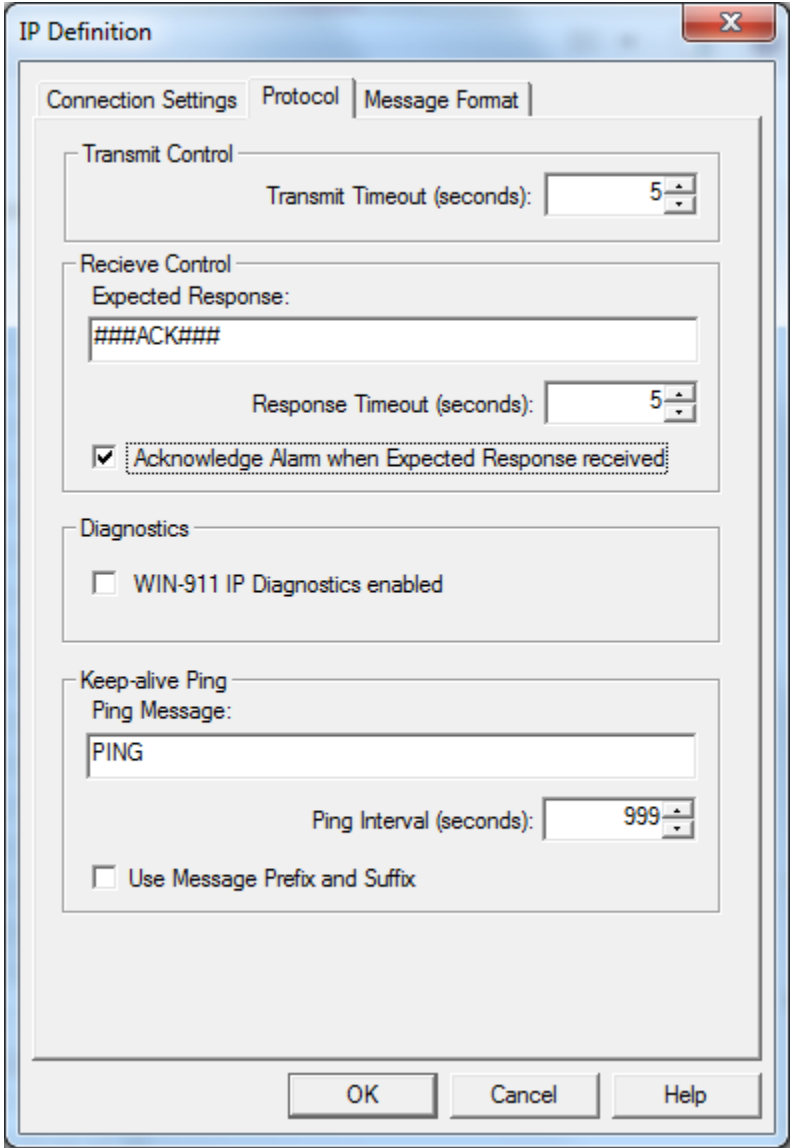 IP Definition
Connection Settings Protocol Message Format
Transmit Control
Transmit Timeout (seconds): 5
Recieve Control
Expected Response:
###ACK###
Response Timeout (seconds): 5
Acknowledge Alarm when Expected Response received
Diagnostics
WIN-911 IP Diagnostics enabled
Keep-alive Ping
Ping Message:
PING
Ping Interval (seconds): 999
Use Message Prefix and Suffix
OK Cancel Help